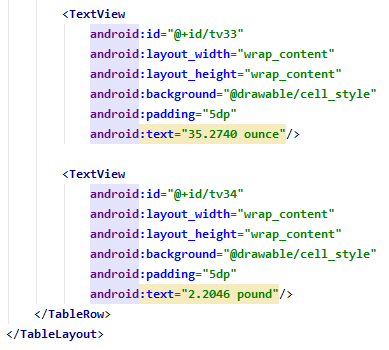 <TextView
android:id="@+id/tv33"
android:layout_width="wrap_content"
android:layout_height="wrap_content"
android:background="@drawable/cell_style"
android:padding="5dp"
android:text="35.2740 ounce"/>
<TextView
android:id="@+id/tv34"
android:layout_width="wrap_content"
android:layout_height="wrap_content"
android:background="@drawable/cell_style"
android:padding="5dp"
android:text="2.2046 pound"/>
</TableRow>
</TableLayout>